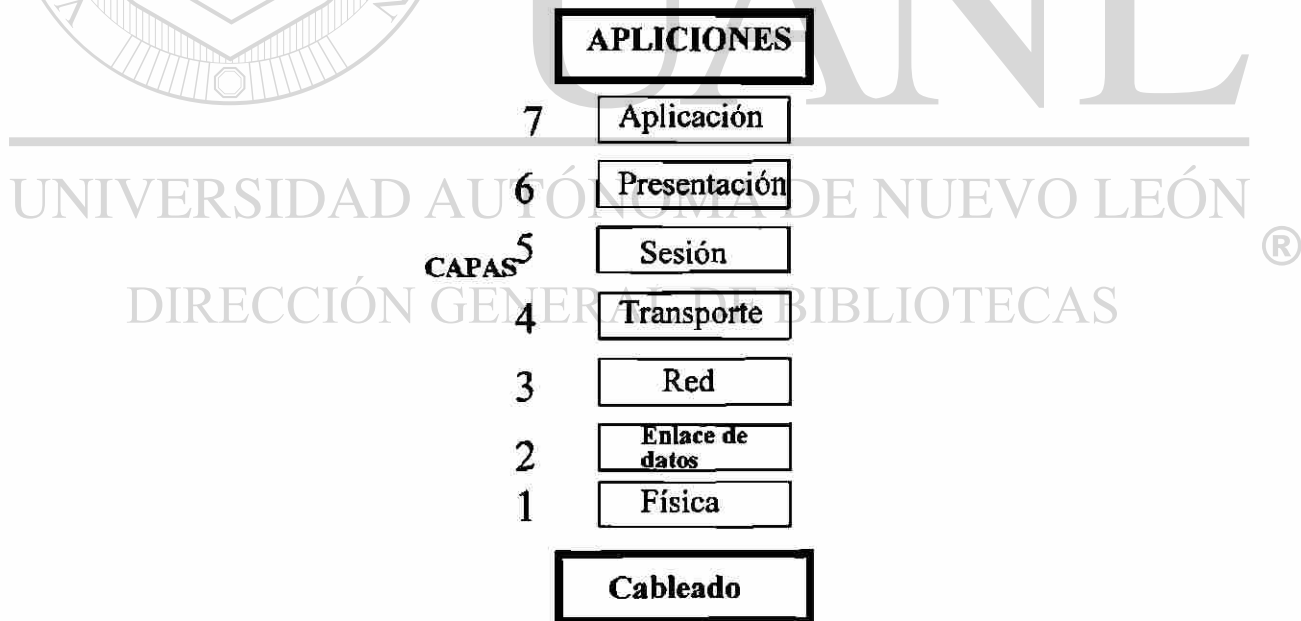 UANL
APLICIONES
7 Aplicación
UNIVERSIDAD AUTÓNOMA DE NUEVO LEÓN
®
6 Presentación
CAPAS
5 Sesión
DIRECCIÓN GENERAL DE BIBLIOTECAS
4 Transporte
3 Red
2 Enlace de
datos
1 Física
Cableado